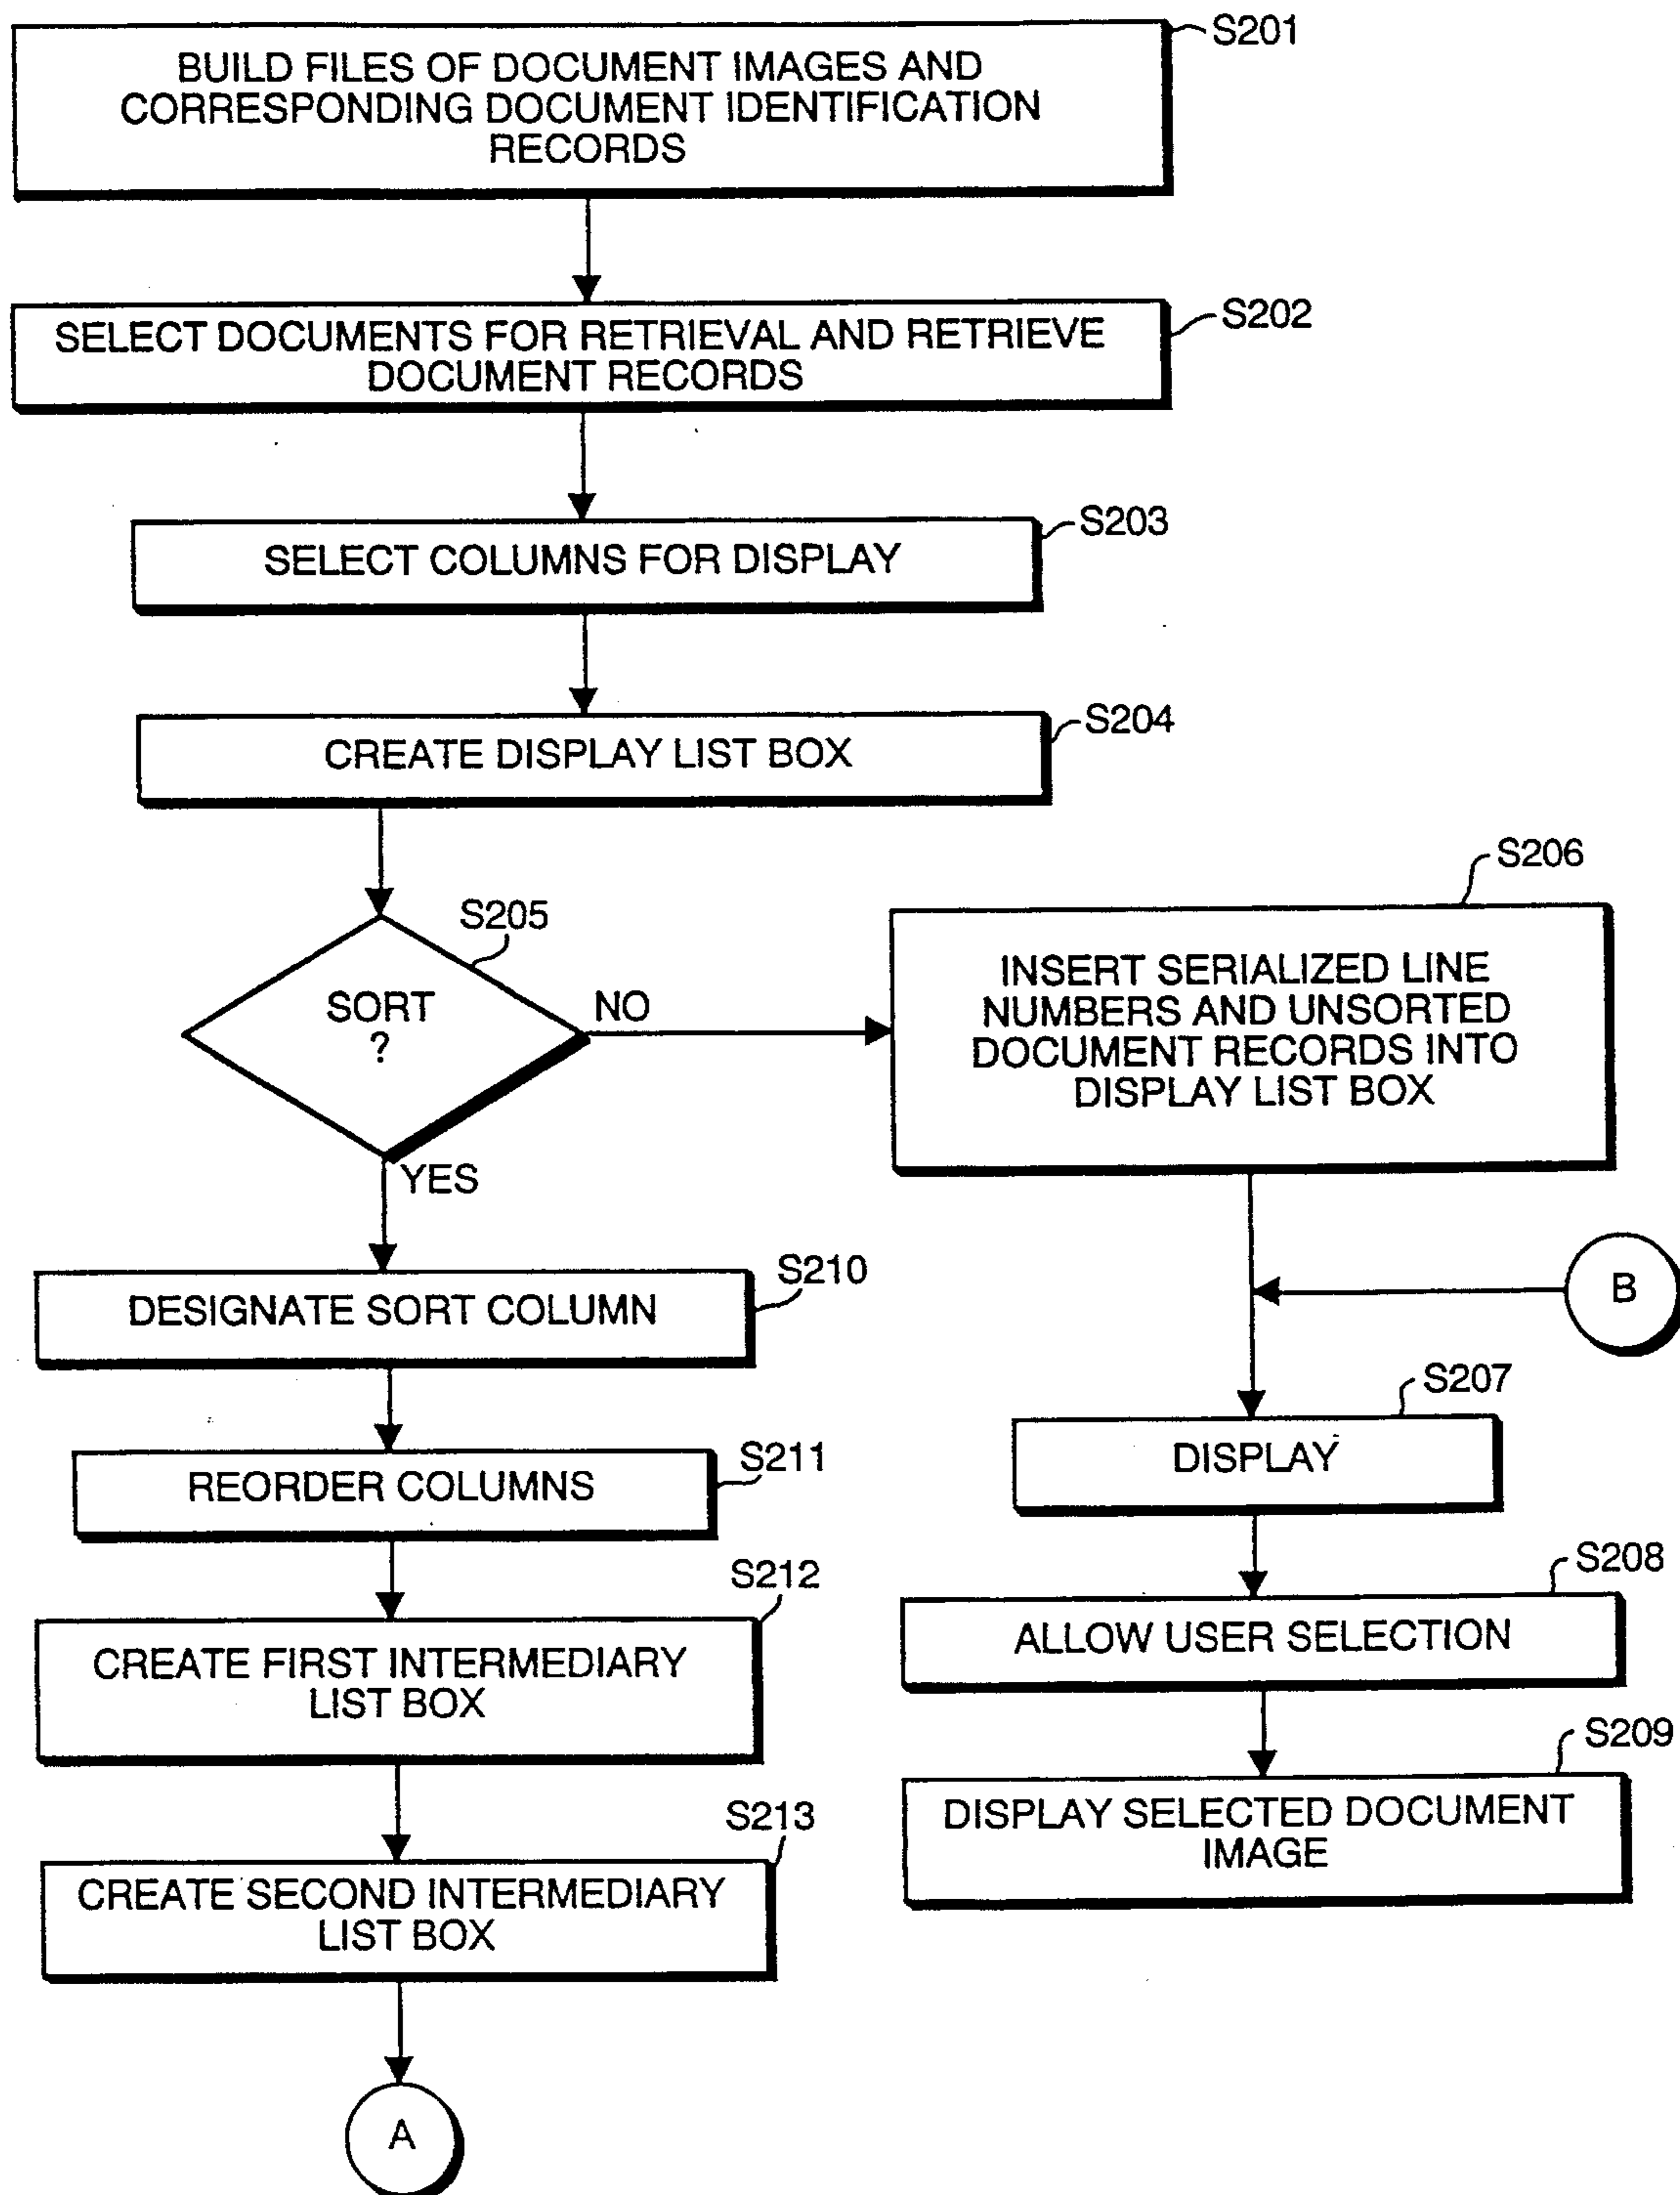 S201
BUILD FILES OF DOCUMENT IMAGES AND
CORRESPONDING DOCUMENT IDENTIFICATION
RECORDS
S202
SELECT DOCUMENTS FOR RETRIEVAL AND RETRIEVE
DOCUMENT RECORDS
S203
SELECT COLUMNS FOR DISPLAY
S204
CREATE DISPLAY LIST BOX
S205
SORT
?
NO
YES
S206
INSERT SERIALIZED LINE
NUMBERS AND UNSORTED
DOCUMENT RECORDS INTO
DISPLAY LIST BOX
B
S207
DISPLAY
S208
ALLOW USER SELECTION
S209
DISPLAY SELECTED DOCUMENT
IMAGE
S210
DESIGNATE SORT COLUMN
S211
REORDER COLUMNS
S212
CREATE FIRST INTERMEDIARY
LIST BOX
S213
CREATE SECOND INTERMEDIARY
LIST BOX
A